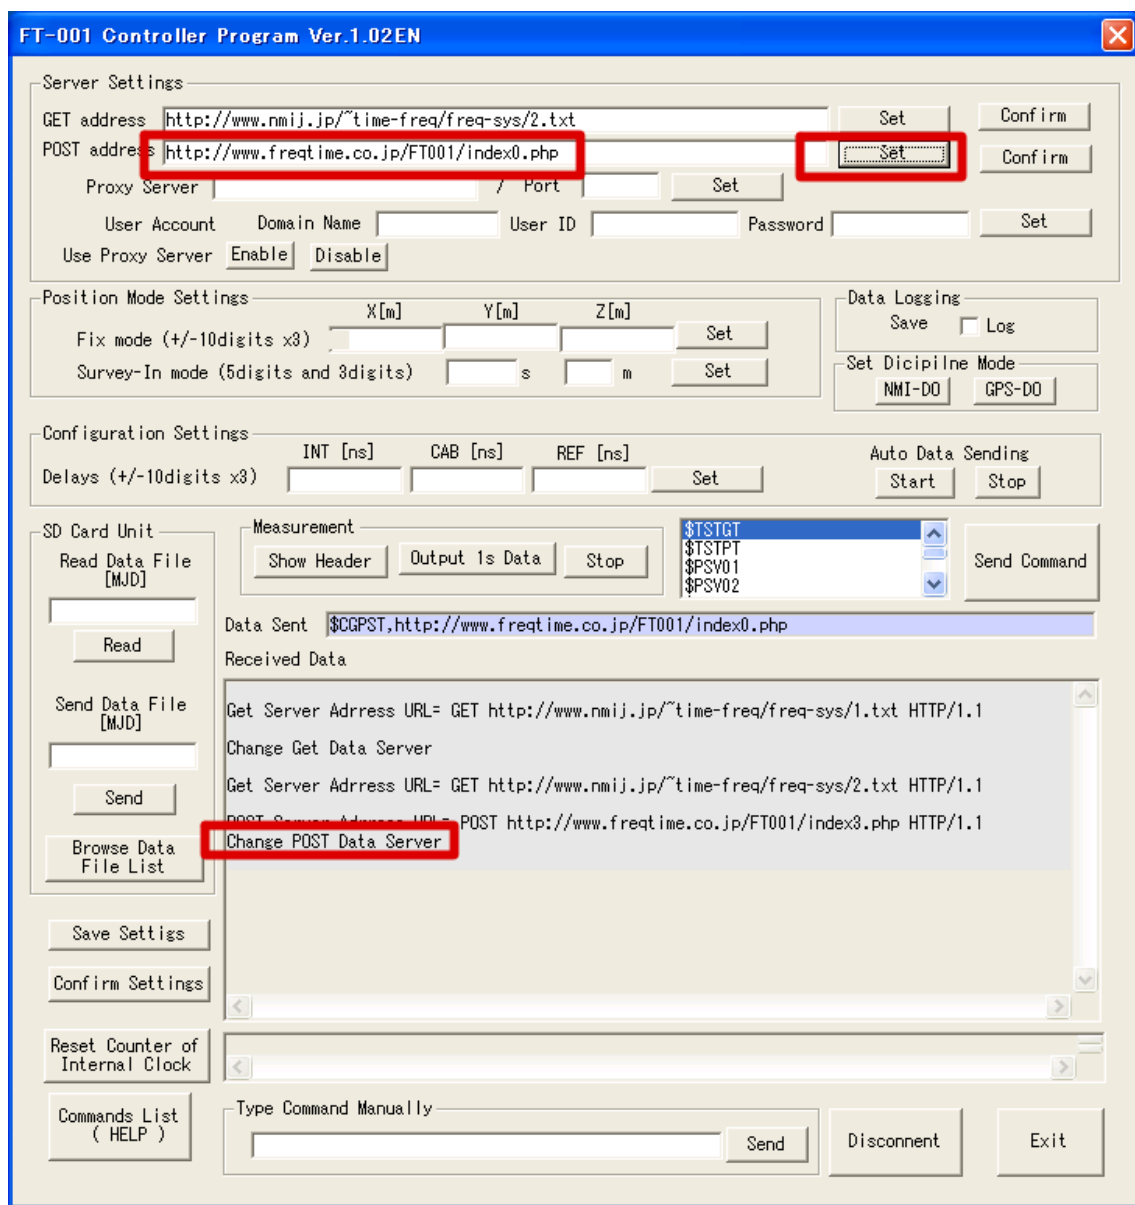 FT-001 Controller Program Ver.1.02EN
Server Settings
GET address http://www.nmij.jp/~time-freq/freq-sys/2.txt Set Confirm
POST address http://www.freqtime.co.jp/FT001/index0.php Set Confirm
Proxy Server / Port Set
User Account Domain Name User ID Password Set
Use Proxy Server Enable Disable
Position Mode Settings
X[m] Y[m] Z[m]
Fix mode (+/-10digits x3) Set
Survey-In mode (5digits and 3digits) s m Set
Data Logging
Save Log
Set Dicipilne Mode
NMI-DO GPS-DO
Configuration Settings
INT [ns] CAB [ns] REF [ns]
Delays (+/-10digits x3) Set
Auto Data Sending
Start Stop
SD Card Unit
Read Data File
[MJD]
Read
Send Data File
[MJD]
Send
Browse Data
File List
Measurement
Show Header Output 1s Data Stop
$TSTGT
$TSTPT
$PSV01
$PSV02
Send Command
Data Sent $CGPST,http://www.freqtime.co.jp/FT001/index0.php
Received Data
Get Server Adrress URL= GET http://www.nmij.jp/~time-freq/freq-sys/1.txt HTTP/1.1
Change Get Data Server
Get Server Adrress URL= GET http://www.nmij.jp/~time-freq/freq-sys/2.txt HTTP/1.1
POST Server Adrress URL= POST http://www.freqtime.co.jp/FT001/index3.php HTTP/1.1
Change POST Data Server
Save Settigs
Confirm Settings
Reset Counter of
Internal Clock
Commands List
( HELP )
Type Command Manually
Send
Disconnent
Exit